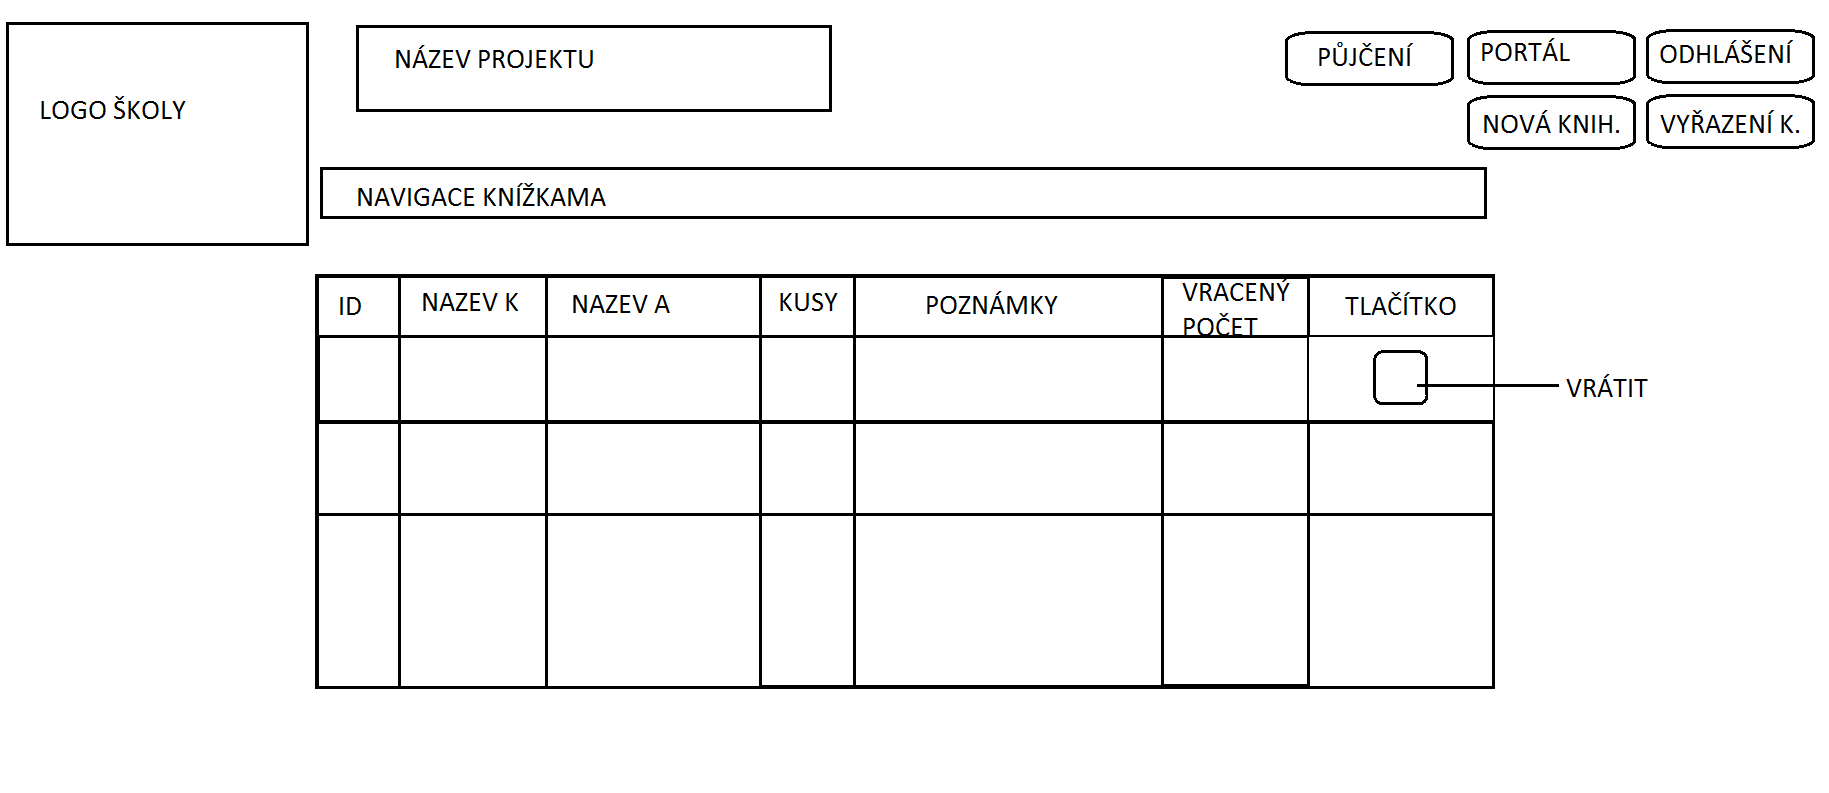 LOGO ŠKOLY
NÁZEV PROJEKTU
PŮJČENÍ
PORTÁL
ODHLÁŠENÍ
NOVÁ KNIH.
VYŘAZENÍ K.
NAVIGACE KNÍŽKAMA
ID
NAZEV K
NAZEV A
KUSY
POZNÁMKY
VRACENÝ
POČET
TLAČÍTKO
VRÁTIT